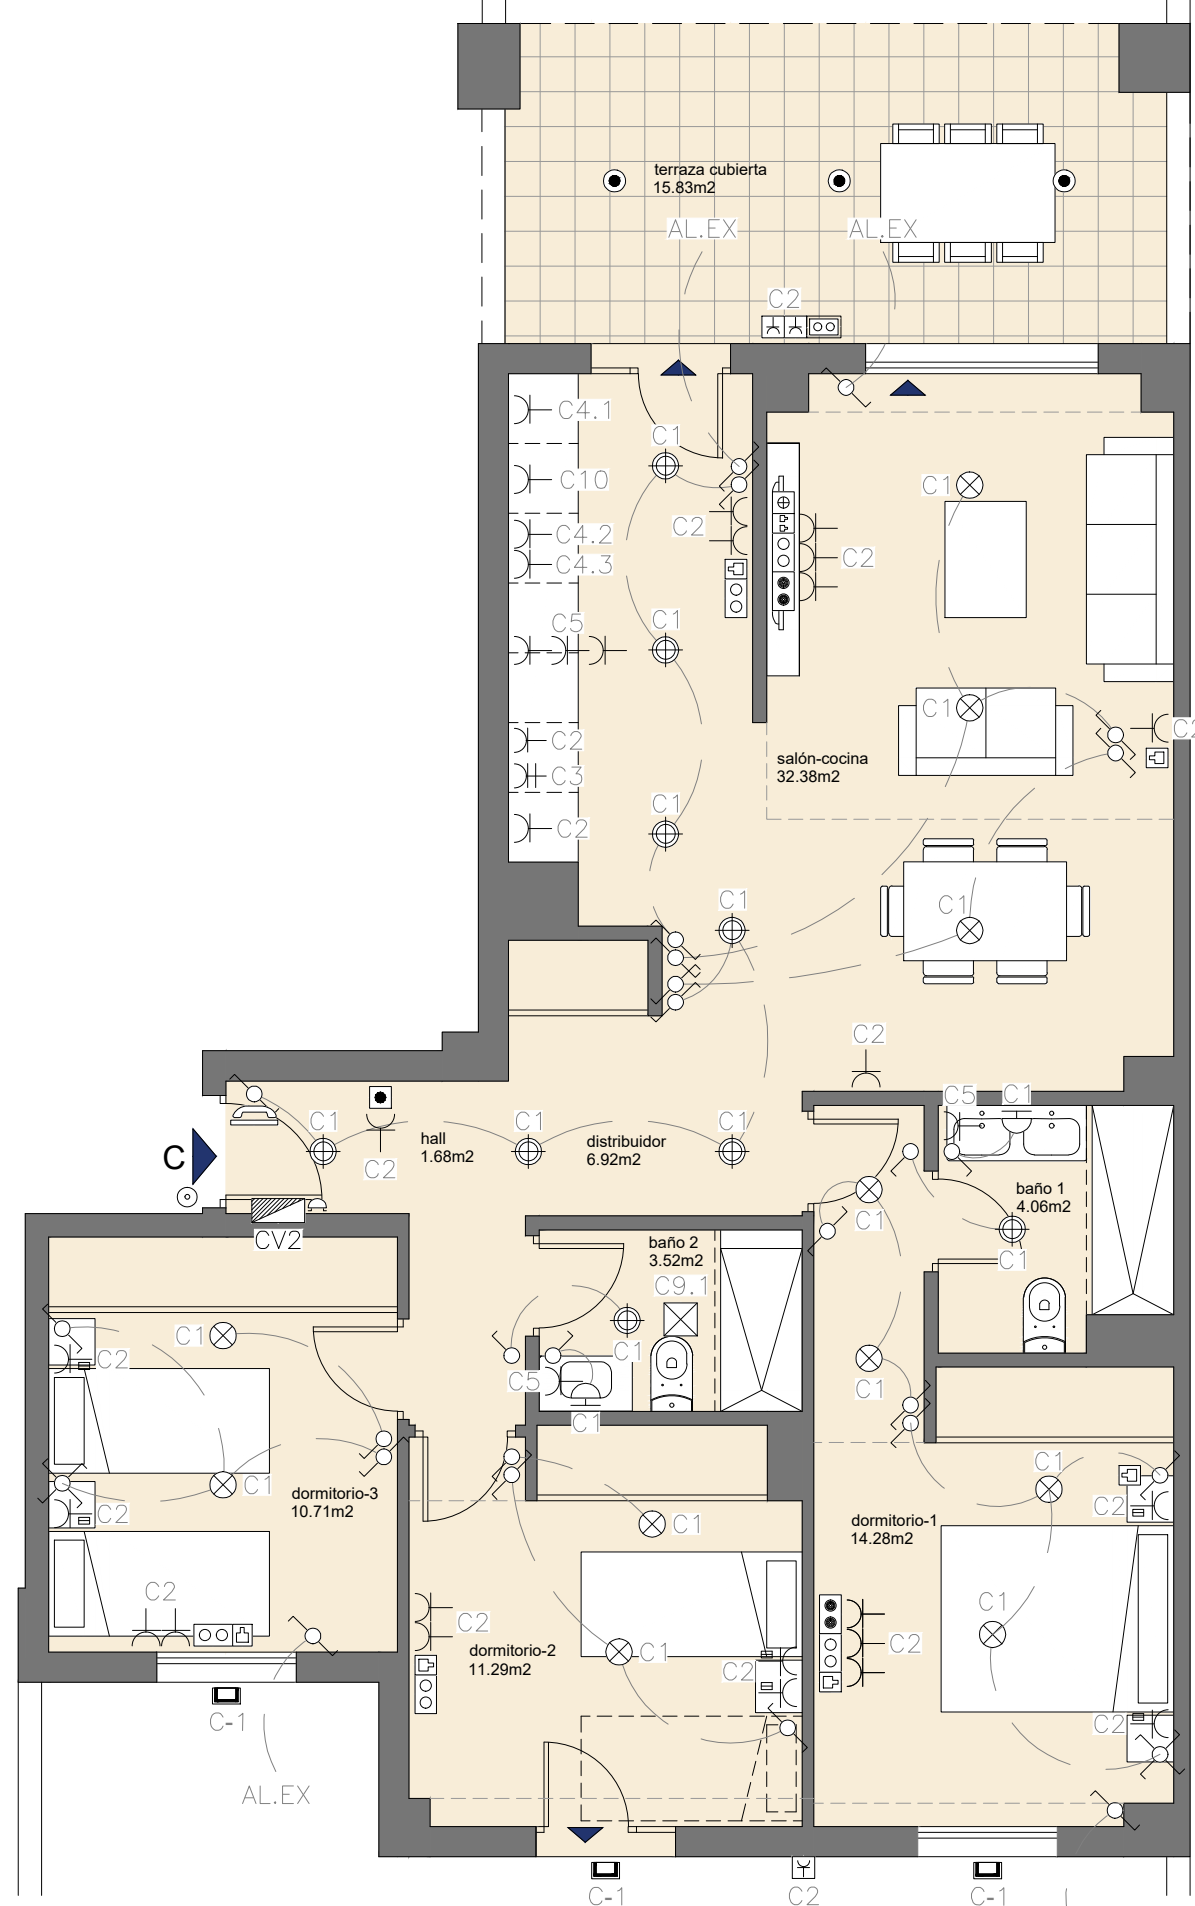 terraza cubierta
15.83m2
AL.EX
AL.EX
C2
C4.1
C1
C10
C1
C2
C4.2
C2
C4.3
C5
C1
C1
C2
C2
salón-cocina
32.38m2
C3
C1
C2
C1
C1
C2
C5
C1
C1
C1
C1
hall
1.68m2
distribuidor
6.92m2
C
C2
baño 1
4.06m2
C1
CV2
baño 2
3.52m2
C1
C9.1
C1
C2
C1
C5
C1
C1
C1
C1
C2
dormitorio-3
10.71m2
C2
dormitorio-1
14.28m2
C1
C2
C2
C1
C2
dormitorio-2
11.29m2
C1
C2
C2
C-1
C2
AL.EX
C-1
C2
C-1